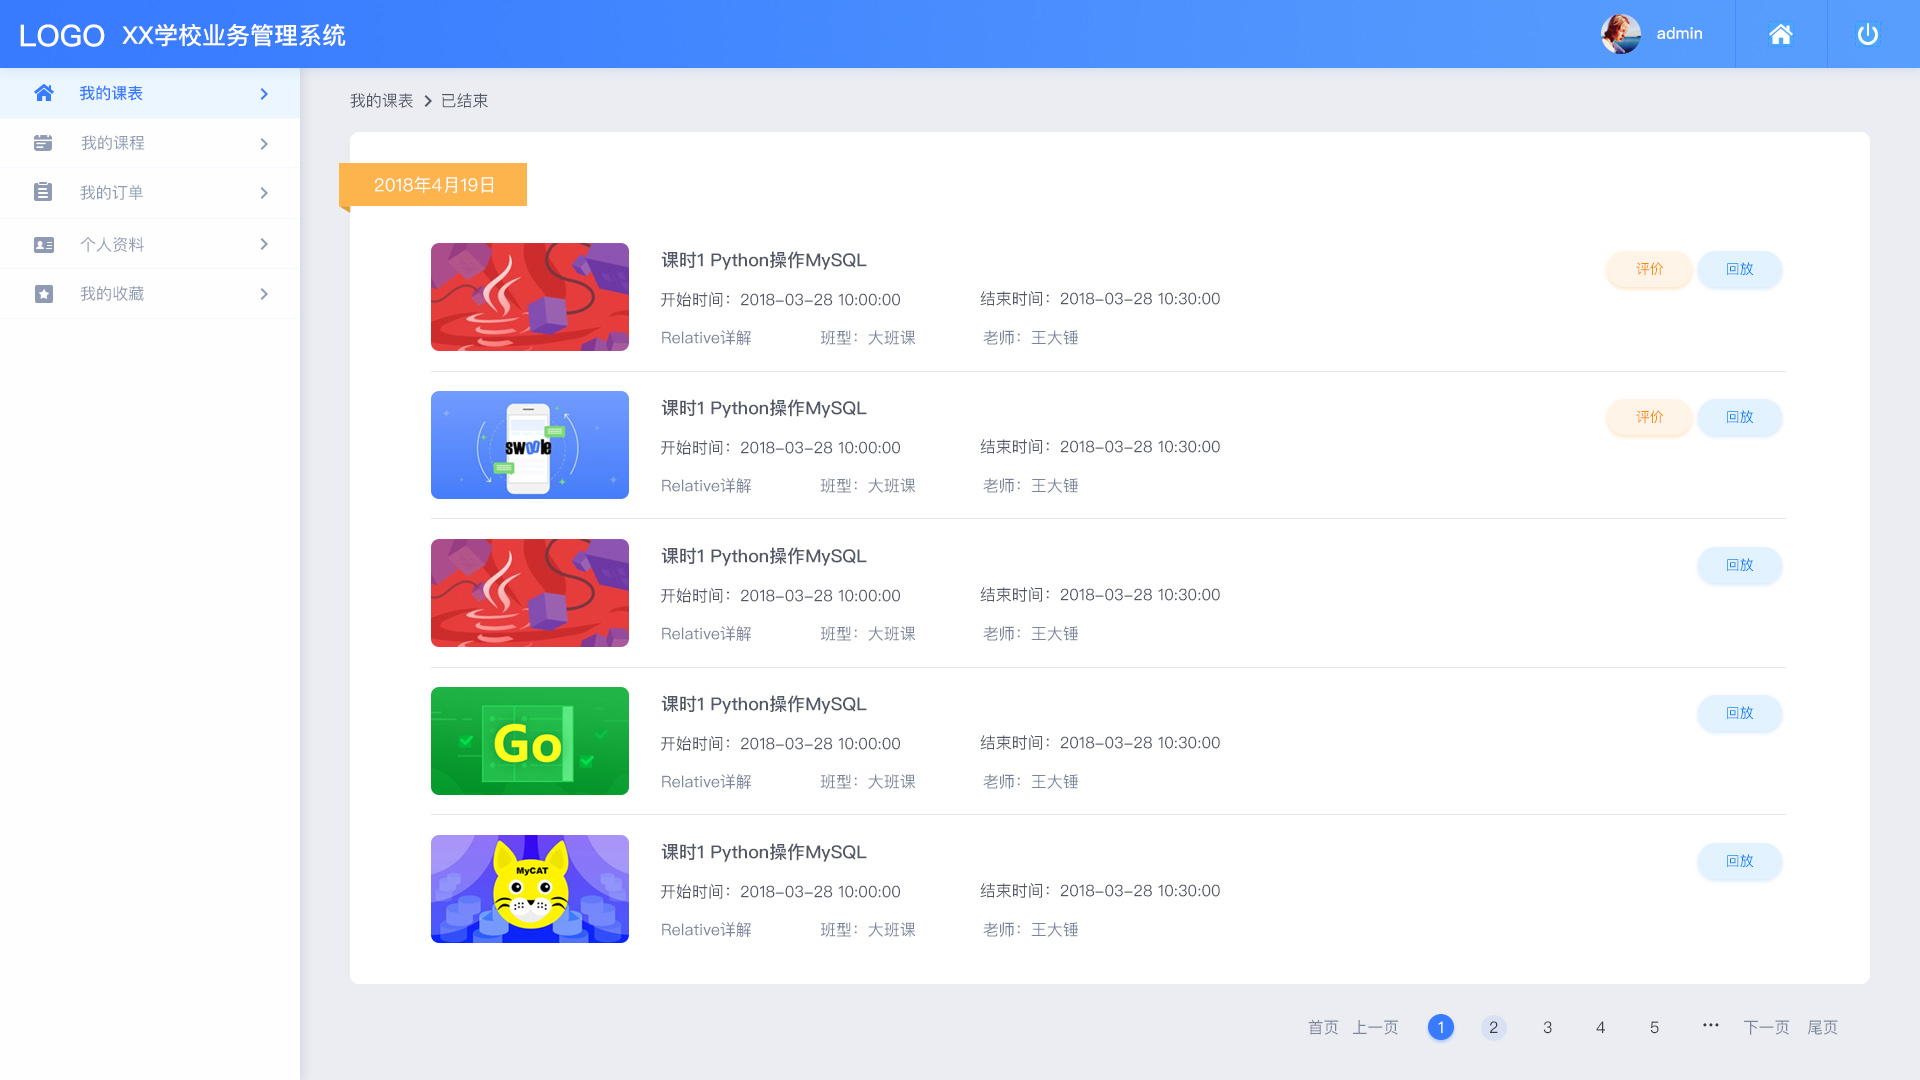 LOGO XX学校业务管理系统
admin
我的课表
我的课程
我的订单
个人资料
我的收藏
我的课表 > 已结束
2018年4月19日
课时1 Python操作MySQL
评价 回放
开始时间：2018-03-28 10:00:00 结束时间：2018-03-28 10:30:00
Relative详解 班型：大班课 老师：王大锤
swoole
课时1 Python操作MySQL
评价 回放
开始时间：2018-03-28 10:00:00 结束时间：2018-03-28 10:30:00
Relative详解 班型：大班课 老师：王大锤
课时1 Python操作MySQL
回放
开始时间：2018-03-28 10:00:00 结束时间：2018-03-28 10:30:00
Relative详解 班型：大班课 老师：王大锤
Go
课时1 Python操作MySQL
回放
开始时间：2018-03-28 10:00:00 结束时间：2018-03-28 10:30:00
Relative详解 班型：大班课 老师：王大锤
MyCAT
课时1 Python操作MySQL
回放
开始时间：2018-03-28 10:00:00 结束时间：2018-03-28 10:30:00
Relative详解 班型：大班课 老师：王大锤
首页 上一页 1 2 3 4 5 ··· 下一页 尾页